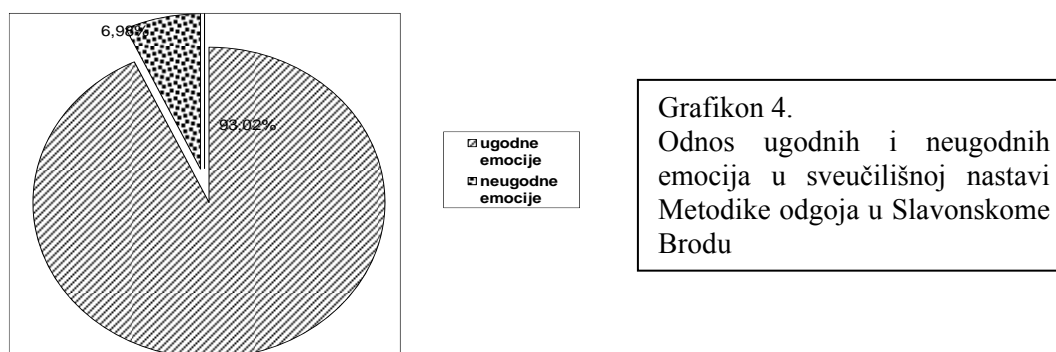 6,98%
93,02%
ugodne
emocije
neugodne
emocije
Grafikon 4.
Odnos ugodnih i neugodnih
emocija u sveučilišnoj nastavi
Metodike odgoja u Slavonskome
Brodu